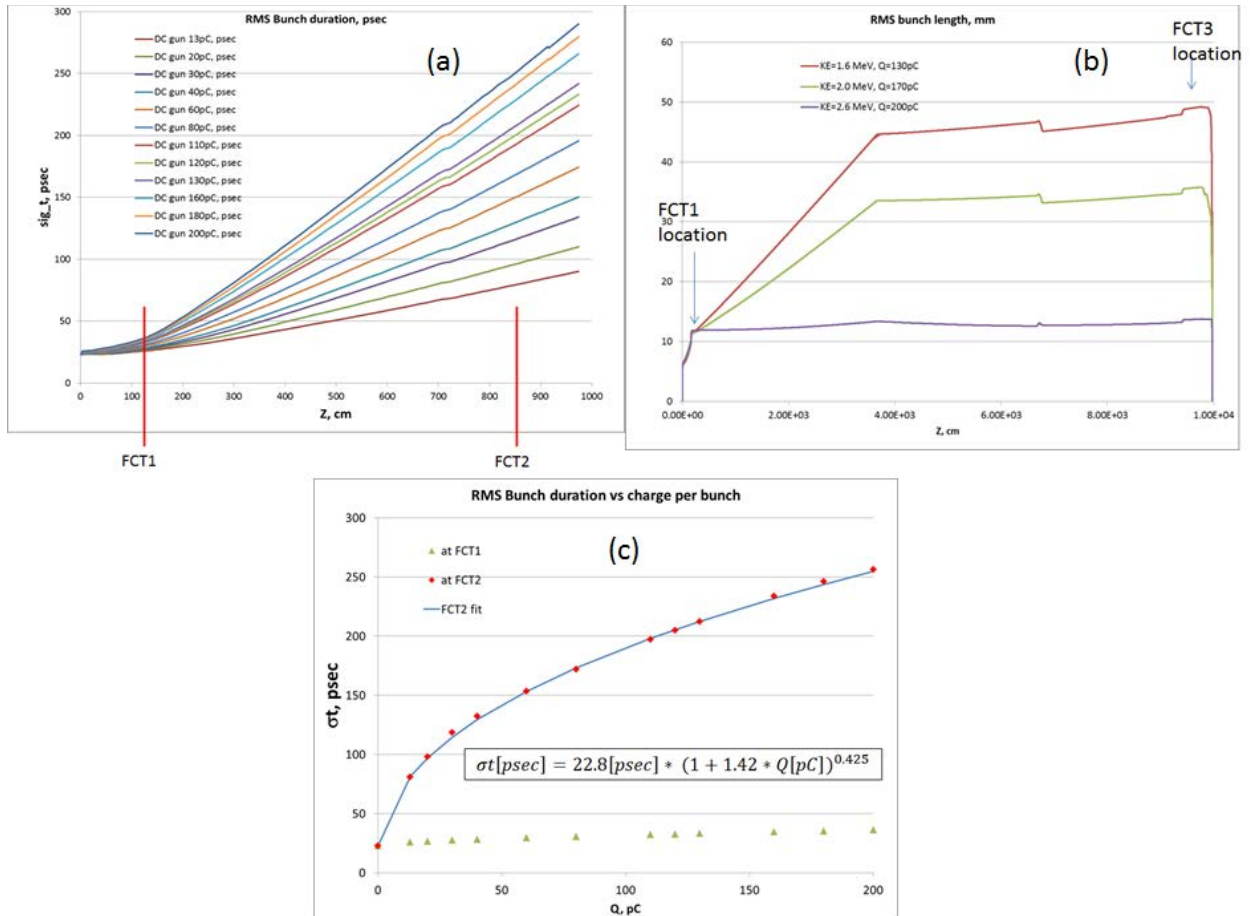 RMS Bunch duration, psec
(a)
300
250
200
150
100
50
0
sig_t, psec
DC gun 13pC, psec
DC gun 20pC, psec
DC gun 30pC, psec
DC gun 40pC, psec
DC gun 60pC, psec
DC gun 80pC, psec
DC gun 110pC, psec
DC gun 120pC, psec
DC gun 130pC, psec
DC gun 160pC, psec
DC gun 180pC, psec
DC gun 200pC, psec
0 100 200 300 400 500 600 700 800 900 1000
Z, cm
FCT1
FCT2
RMS bunch length, mm
(b)
FCT3
location
60
50
40
30
20
10
0
KE=1.6 MeV, Q=130pC
KE=2.0 MeV, Q=170pC
KE=2.6 MeV, Q=200pC
FCT1
location
0.00E+00 2.00E+03 4.00E+03 6.00E+03 8.00E+03 1.00E+04
Z, cm
RMS Bunch duration vs charge per bunch
(c)
300
250
200
150
100
50
0
σt, psec
at FCT1
at FCT2
FCT2 fit
σt[psec] = 22.8[psec] * (1 + 1.42 * Q[pC])^0.425
0 50 100 150 200
Q, pC